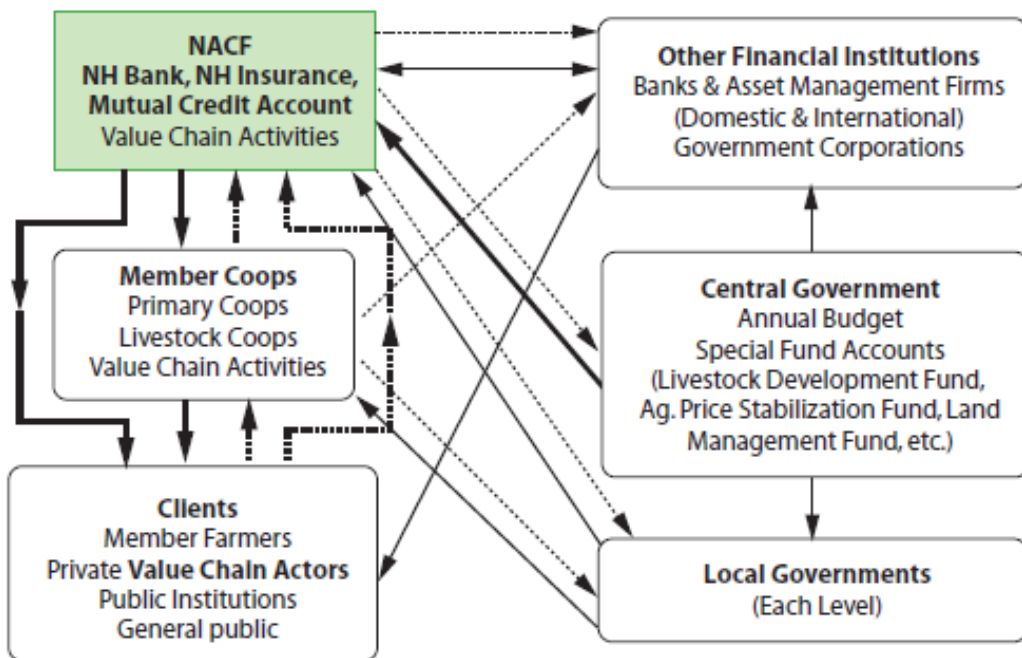 NACF
NH Bank, NH Insurance,
Mutual Credit Account
Value Chain Activities
Other Financial Institutions
Banks & Asset Management Firms
(Domestic & International)
Government Corporations
Member Coops
Primary Coops
Livestock Coops
Value Chain Activities
Central Government
Annual Budget
Special Fund Accounts
(Livestock Development Fund,
Ag. Price Stabilization Fund, Land
Management Fund, etc.)
Clients
Member Farmers
Private Value Chain Actors
Public Institutions
General public
Local Governments
(Each Level)